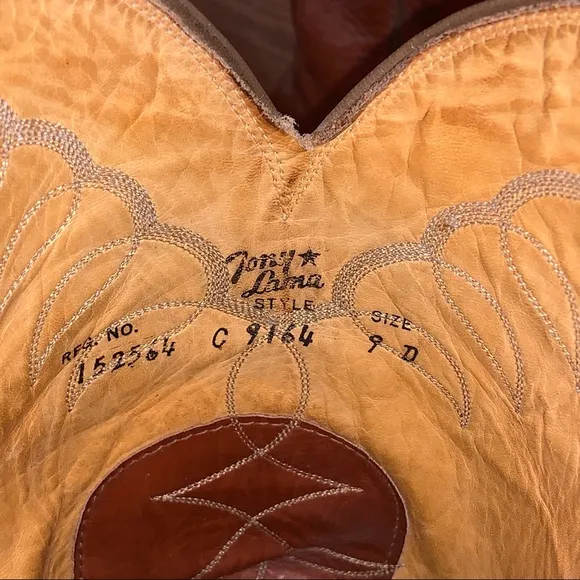 Tony
Lama
STYLE
REG. NO. SIZE
152564 C 9164 9 D